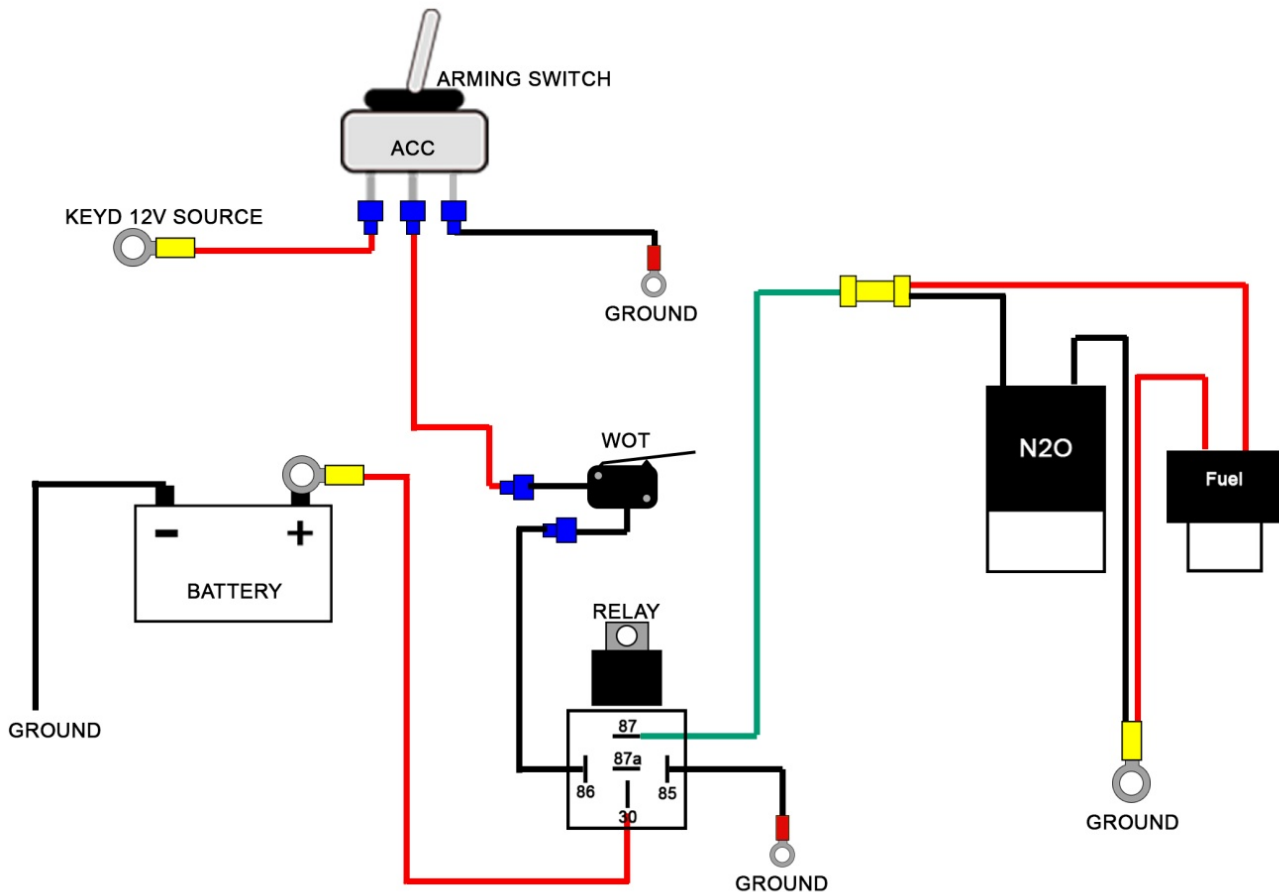 ARMING SWITCH
ACC
KEYD 12V SOURCE
GROUND
WOT
N2O
Fuel
- +
BATTERY
RELAY
GROUND
87
87a
86
85
30
GROUND
GROUND